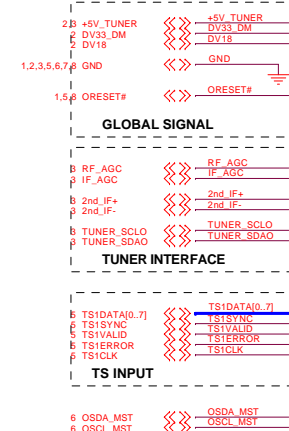 2,3 +5V_TUNER +5V_TUNER
2 DV33_DM DV33_DM
2 DV18 DV18
1,2,3,5,6,7,8 GND GND
1,5,8 ORESET# ORESET#
GLOBAL SIGNAL
3 RF_AGC RF_AGC
3 IF_AGC IF_AGC
3 2nd_IF+ 2nd_IF+
3 2nd_IF- 2nd_IF-
3 TUNER_SCLO TUNER_SCLO
3 TUNER_SDAO TUNER_SDAO
TUNER INTERFACE
5 TS1DATA[0..7] TS1DATA[0..7]
5 TS1SYNC TS1SYNC
5 TS1VALID TS1VALID
5 TS1ERROR TS1ERROR
5 TS1CLK TS1CLK
TS INPUT
6 OSDA_MST OSDA_MST
6 OSCL_MST OSCL_MST